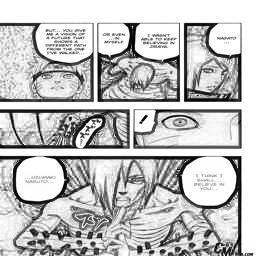 NAGATO
...
I WASN'T
ABLE TO KEEP
BELIEVING IN
JIRAIYA.
OR EVEN
...IN
MYSELF.
BUT... YOU
GIVE ME A
VISION OF
A FUTURE
THAT
SHOWS A
DIFFERENT
PATH FROM
THE ONE
I'VE
WALKED...
!
I THINK I
SHALL...
BELIEVE IN
YOU...
...UZUMAKI
NARUTO...